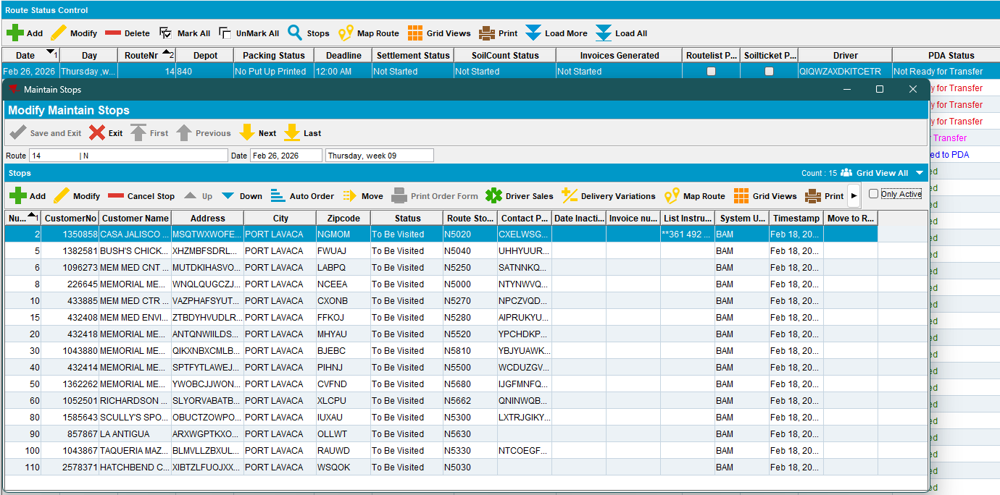 Route Status Control
Add Modify Delete Mark All UnMark All Stops Map Route Grid Views Print Load More Load All
Date 1 Day RouteNr 2 Depot Packing Status Deadline Settlement Status SoilCount Status Invoices Generated Routelist P... Soilticket P... Driver PDA Status
Feb 26, 2026 Thursday ,w... 14 840 No Put Up Printed 12:00 AM Not Started Not Started Not Started QIQWZAXDKITCETR Not Ready for Transfer
Maintain Stops
y for Transfer
Modify Maintain Stops
y for Transfer
y for Transfer
Save and Exit Exit First Previous Next Last
Transfer
Route 14 | N Date Feb 26, 2026 Thursday, week 09
ed to PDA
Stops Count : 15 Grid View All
ed
ed
Add Modify Cancel Stop Up Down Auto Order Move Print Order Form Driver Sales Delivery Variations Map Route Grid Views Print Only Active
ed
Nu... 1 CustomerNo Customer Name Address City Zipcode Status Route Sto... Contact P... Date Inacti... Invoice nu... List Instru... System U... Timestamp Move to R...
ed
2 1350858 CASA JALISCO ... MSQTWXWOFE... PORT LAVACA NGMOM To Be Visited N5020 CXELWSG... **361 492 ... BAM Feb 18, 20...
ed
5 1382581 BUSH'S CHICK... XHZMBFSDRL... PORT LAVACA FWUAJ To Be Visited N5040 UHHYUUR... BAM Feb 18, 20...
ed
6 1096273 MEM MED CNT ... MUTDKIHASVO... PORT LAVACA LABPQ To Be Visited N5250 SATNNKQ... BAM Feb 18, 20...
ed
8 226645 MEMORIAL ME... WNQLQUGCZJ... PORT LAVACA NCEEA To Be Visited N5000 NTYNWVQ... BAM Feb 18, 20...
ed
10 433885 MEM MED CTR ... VAZPHAFSYUT... PORT LAVACA CXONB To Be Visited N5270 NPCZVQD... BAM Feb 18, 20...
ed
15 432408 MEM MED ENVI... ZTBDYHVUDLR... PORT LAVACA FFKOJ To Be Visited N5280 AIPRUKYU... BAM Feb 18, 20...
ed
20 432418 MEMORIAL ME... ANTQNWIILDS... PORT LAVACA MHYAU To Be Visited N5520 YPCHDKP... BAM Feb 18, 20...
ed
30 1043880 MEMORIAL ME... QIKXNBXCMLB... PORT LAVACA BJEBC To Be Visited N5810 YBJYUAWK... BAM Feb 18, 20...
ed
40 432414 MEMORIAL ME... SPTFYTLAWEJ... PORT LAVACA PIHNJ To Be Visited N5500 WCDUZGV... BAM Feb 18, 20...
ed
50 1362262 MEMORIAL ME... YWOBCJJWON... PORT LAVACA CVFND To Be Visited N5680 IJGFMNFQ... BAM Feb 18, 20...
ed
60 1052501 RICHARDSON ... SLYORVABATB... PORT LAVACA XLCPU To Be Visited N5662 QNINWQB... BAM Feb 18, 20...
ed
80 1585643 SCULLY'S SPO... OBUCTZOWPO... PORT LAVACA IUXAU To Be Visited N5300 LXTRJGIKY... BAM Feb 18, 20...
ed
90 857867 LA ANTIGUA ARXWGPTKXO... PORT LAVACA OLLWT To Be Visited N5630 BAM Feb 18, 20...
ed
100 1043867 TAQUERIA MAZ... BLMVLLZBXUL... PORT LAVACA RAUWD To Be Visited N5330 NTCOEGF... BAM Feb 18, 20...
ed
110 2578371 HATCHBEND C... XIBTZLFUOJXX... PORT LAVACA WSQOK To Be Visited N5030 BAM Feb 18, 20...
ed
ed